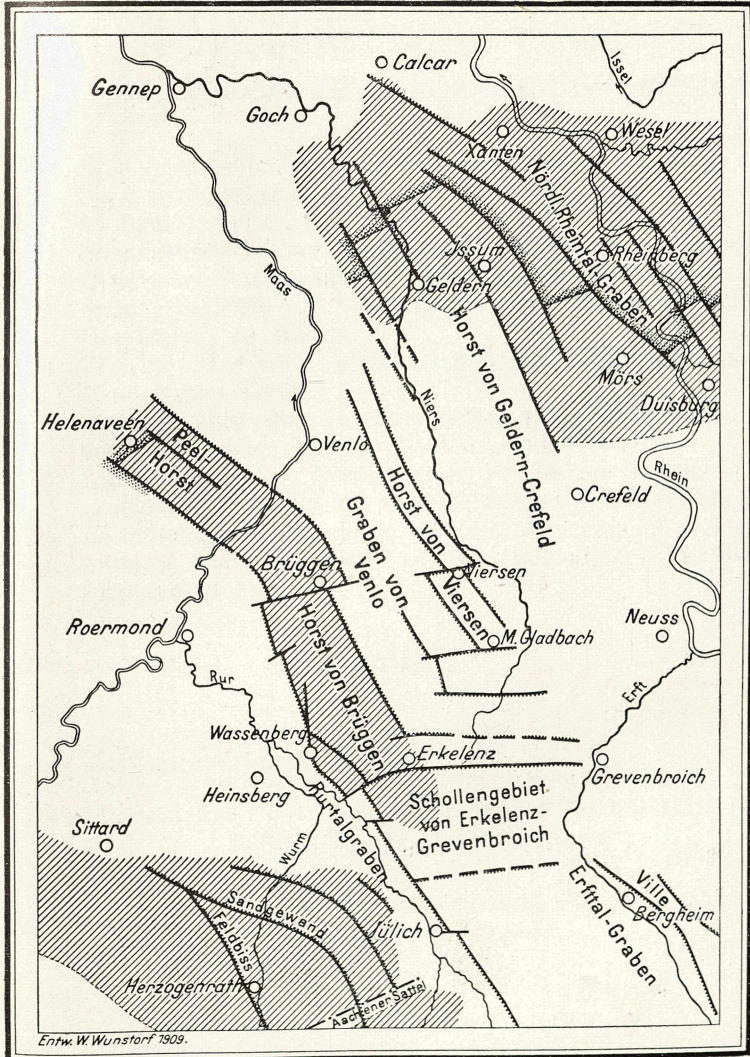 Issel
Calcar
Gennep
Goch
Wesel
Xanten
Nördl. Rheintal-Graben
Issum
Rheinberg
Maas
Geldern
Horst von Geldern-Crefeld
Mörs
Duisburg
Niers
Helenaveen
Peel-
Horst
Venlo
Rhein
Horst von
Viersen
Crefeld
Graben von
Venlo
Brüggen
Viersen
Roermond
Neuss
M. Gladbach
Horst von Brüggen
Rur
Erft
Wassenberg
Erkelenz
Grevenbroich
Heinsberg
Rurtalgraben
Schollengebiet
von Erkelenz-
Grevenbroich
Sittard
Wurm
Ville
Erfttal-Graben
Bergheim
Sandgewand
Feldbiss
Jülich
Herzogenrath
Aachener Sattel
Entw. W. Wunstorf 1909.